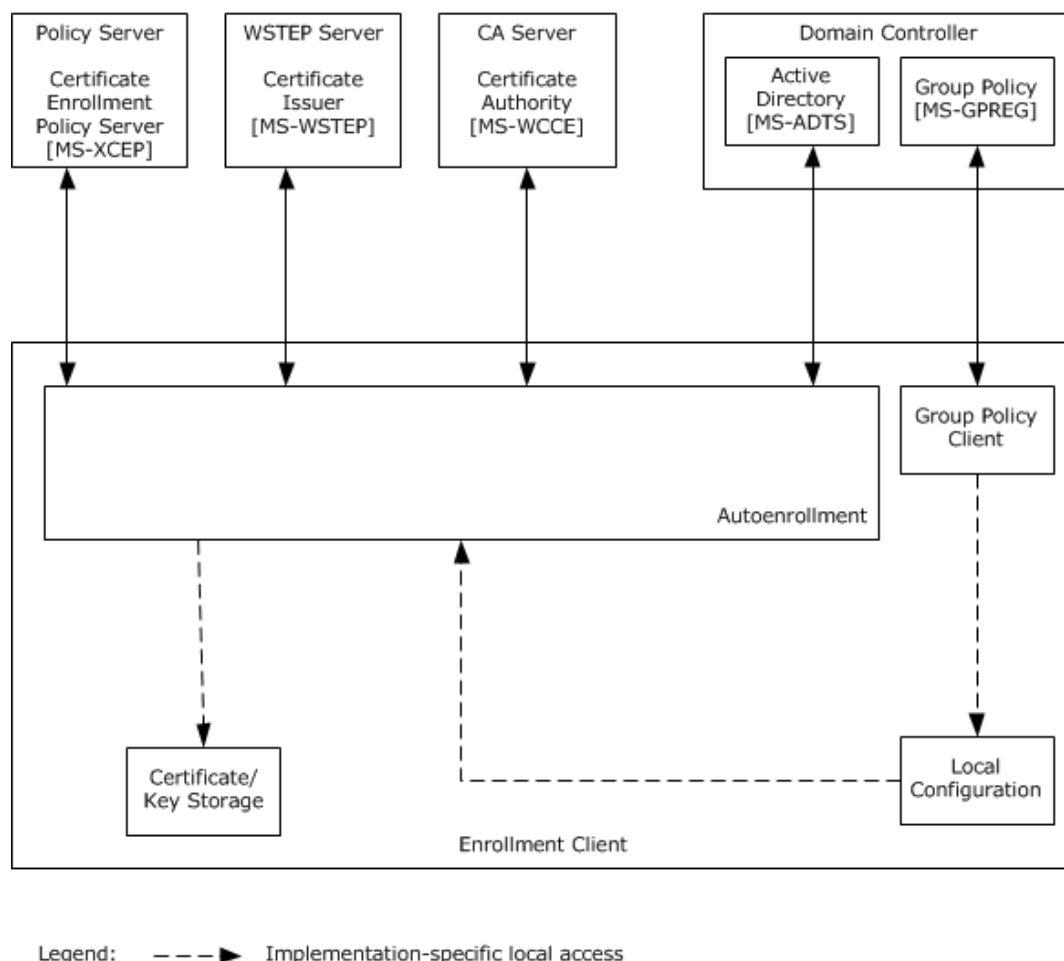 Policy Server
Certificate
Enrollment
Policy Server
[MS-XCEP]
WSTEP Server
Certificate
Issuer
[MS-WSTEP]
CA Server
Certificate
Authority
[MS-WCCE]
Domain Controller
Active
Directory
[MS-ADTS]
Group Policy
[MS-GPREG]
Autoenrollment
Group Policy
Client
Certificate/
Key Storage
Local
Configuration
Enrollment Client
Legend: Implementation-specific local access